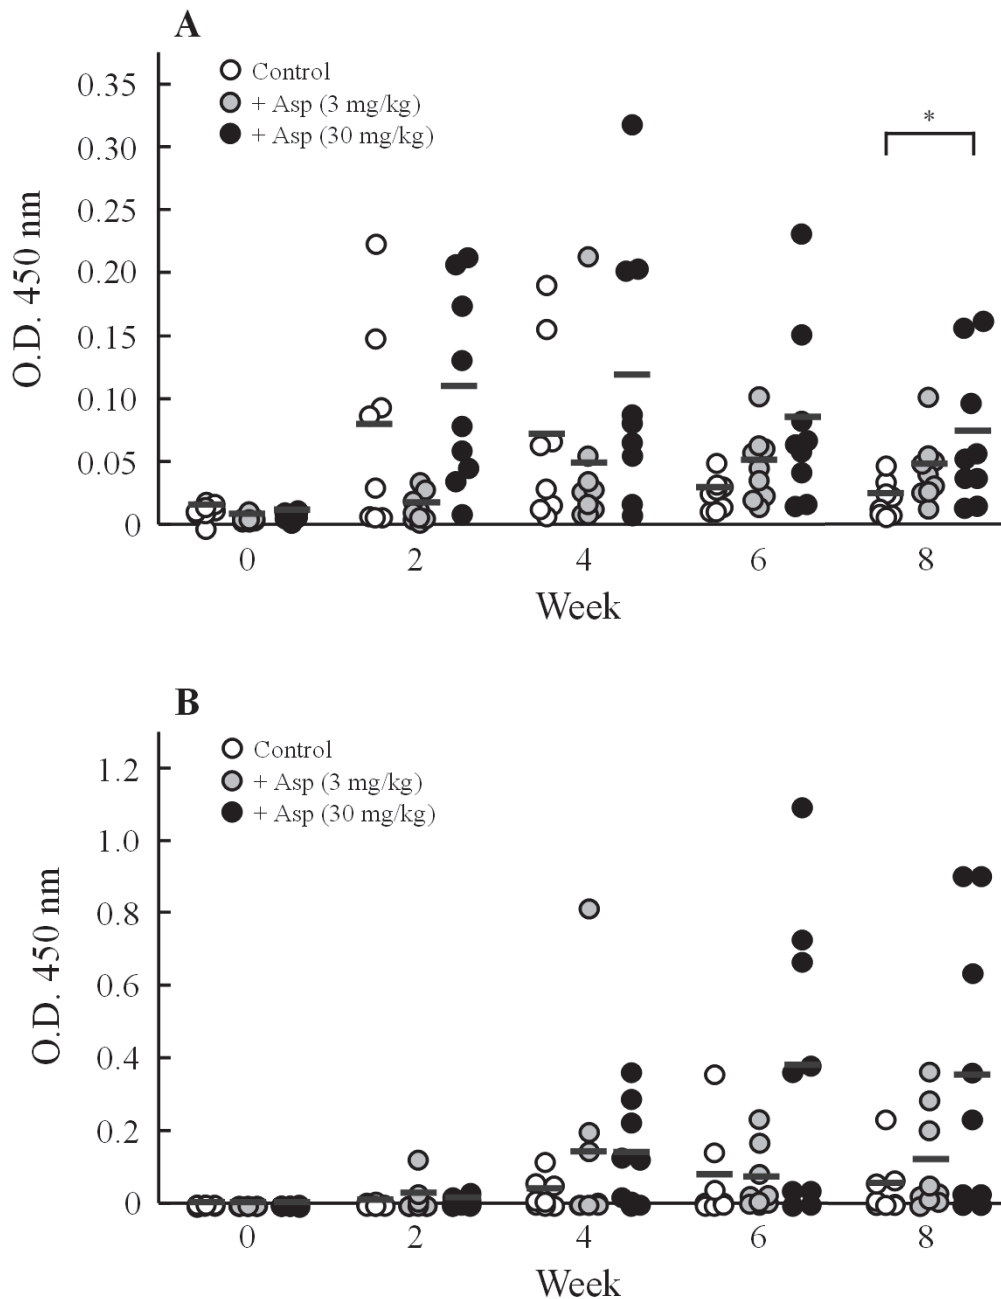 A
Control
+ Asp (3 mg/kg)
+ Asp (30 mg/kg)
*
0.35
0.30
0.25
0.20
0.15
0.10
0.05
0
O.D. 450 nm
0 2 4 6 8
Week
B
Control
+ Asp (3 mg/kg)
+ Asp (30 mg/kg)
1.2
1.0
0.8
0.6
0.4
0.2
0
O.D. 450 nm
0 2 4 6 8
Week